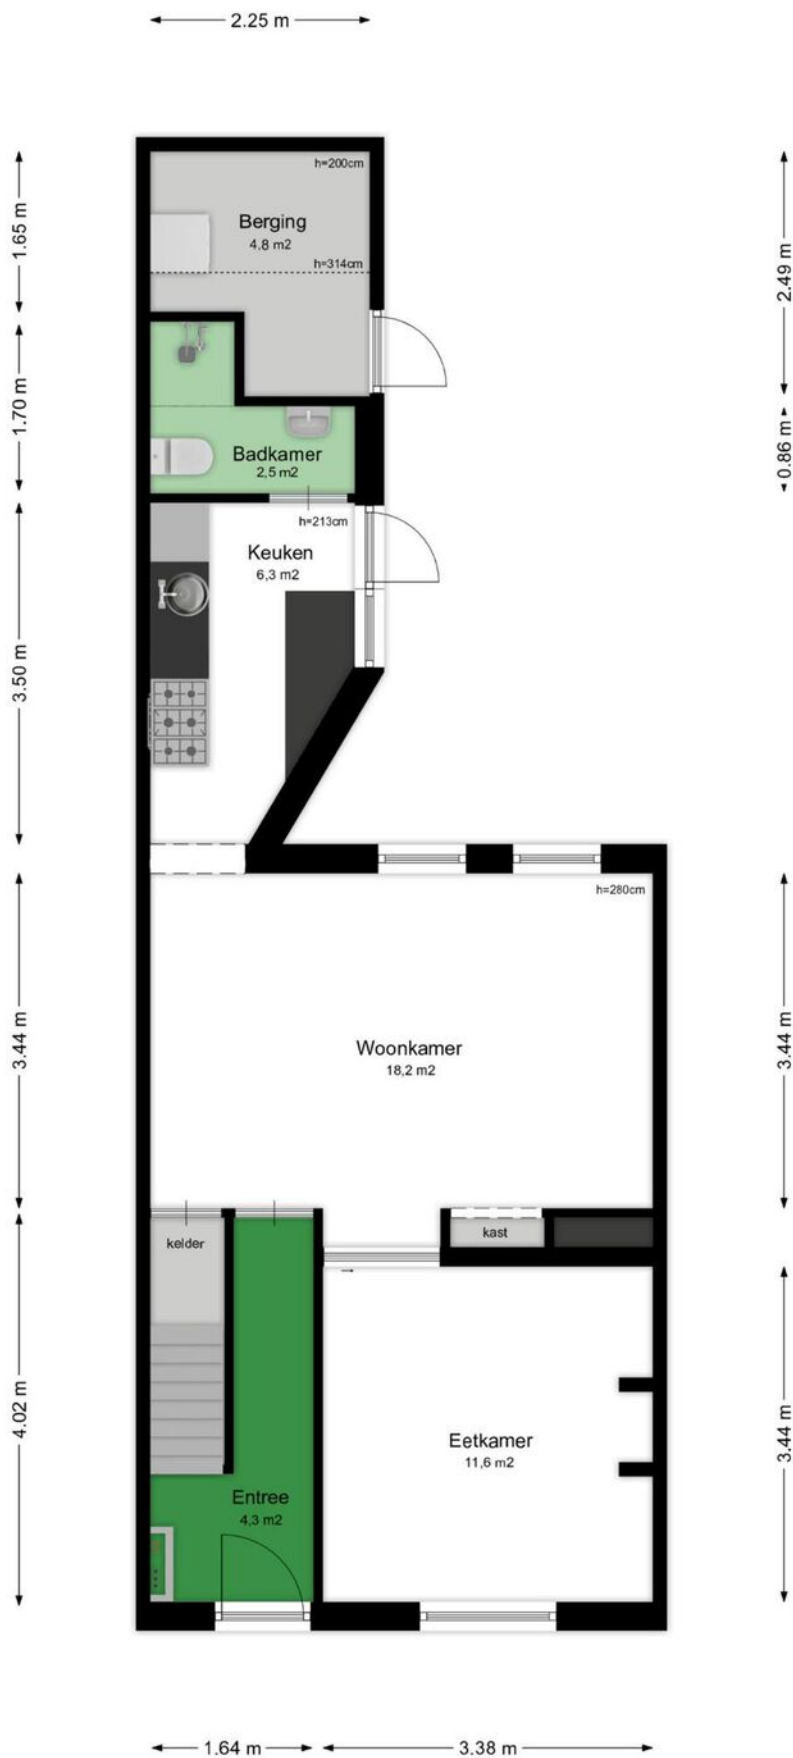 2.25 m
h=200cm
Berging
4,8 m2
h=314cm
1.65 m
2.49 m
1.70 m
0.86 m
Badkamer
2,5 m2
h=213cm
Keuken
6,3 m2
3.50 m
h=280cm
3.44 m
3.44 m
Woonkamer
18,2 m2
kelder
kast
4.02 m
3.44 m
Eetkamer
11,6 m2
Entree
4,3 m2
1.64 m
3.38 m